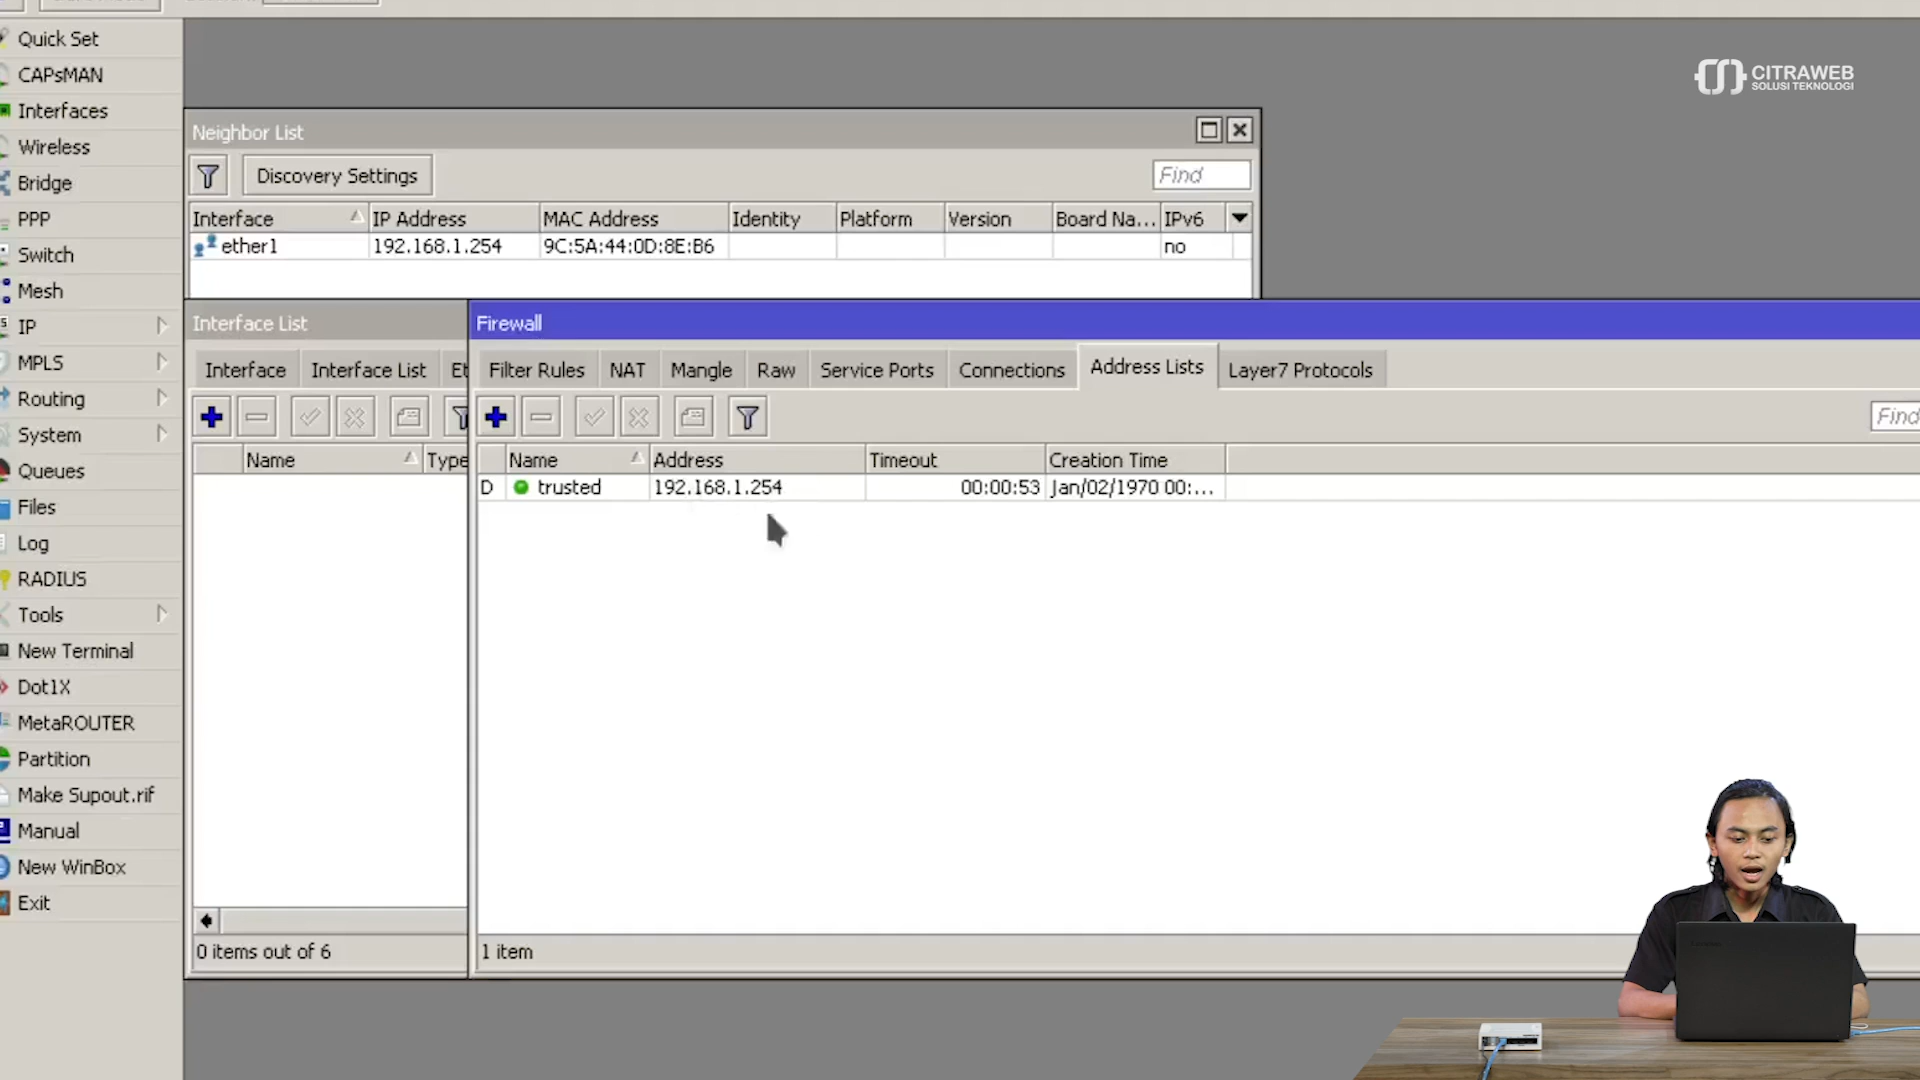 Quick Set
CAPsMAN
Interfaces
Wireless
Bridge
PPP
Switch
Mesh
IP
MPLS
Routing
System
Queues
Files
Log
RADIUS
Tools
New Terminal
Dot1X
MetaROUTER
Partition
Make Supout.rif
Manual
New WinBox
Exit
CITRAWEB
SOLUSI TEKNOLOGI
Neighbor List
Discovery Settings Find
Interface IP Address MAC Address Identity Platform Version Board Na... IPv6
ether1 192.168.1.254 9C:5A:44:0D:8E:B6 no
Interface List
Interface Interface List Et
Name Type
0 items out of 6
Firewall
Filter Rules NAT Mangle Raw Service Ports Connections Address Lists Layer7 Protocols
Find
Name Address Timeout Creation Time
D trusted 192.168.1.254 00:00:53 Jan/02/1970 00:...
1 item